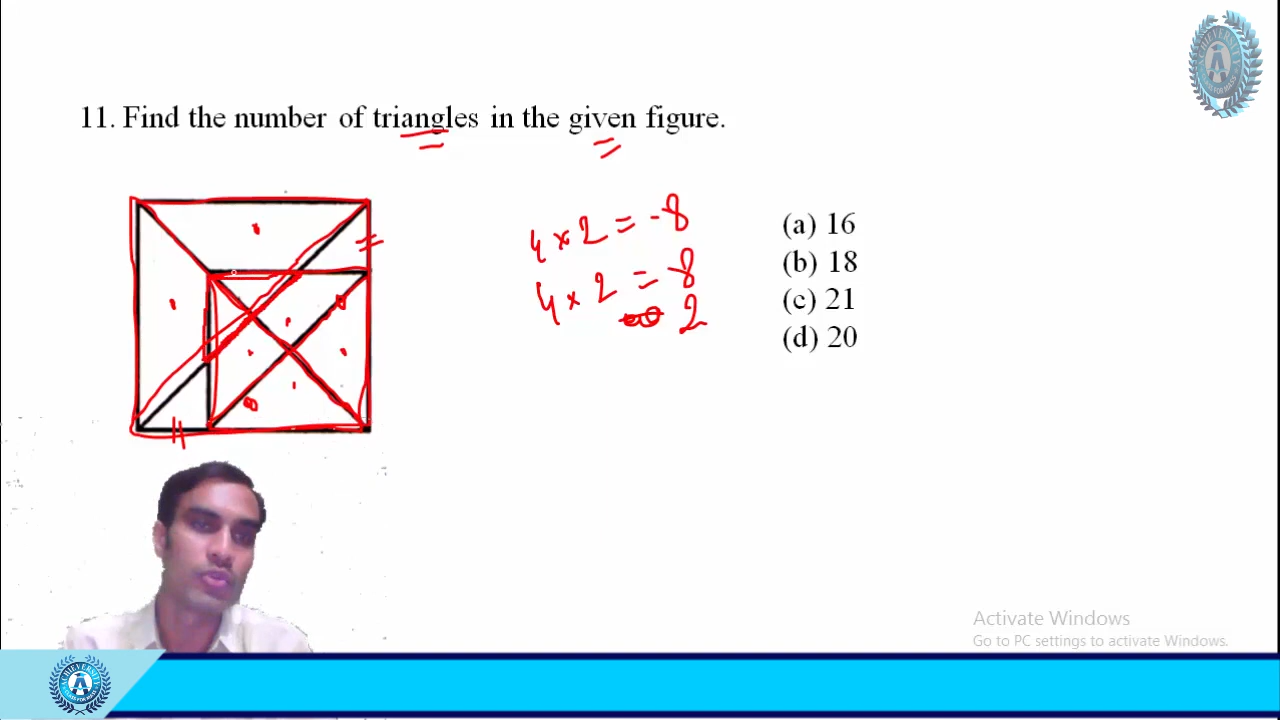 11. Find the number of triangles in the given figure.
4 × 2 = 8
4 × 2 = 8
2
(a) 16
(b) 18
(c) 21
(d) 20
Activate Windows
Go to PC settings to activate Windows.